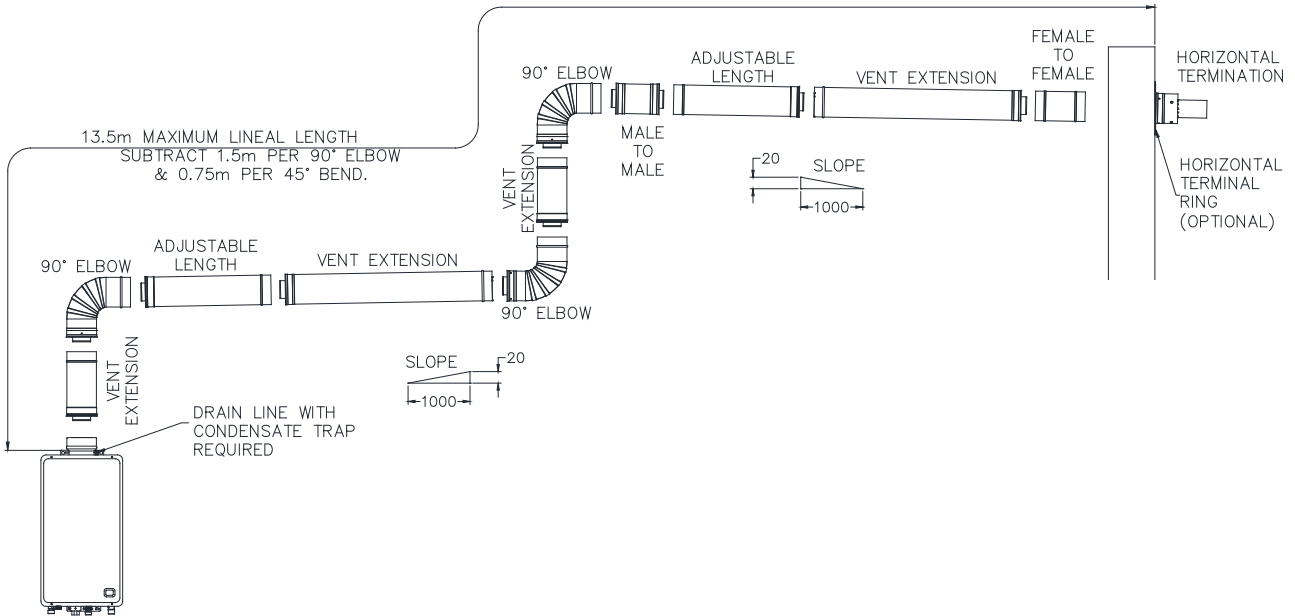 FEMALE
TO
FEMALE
HORIZONTAL
TERMINATION
90° ELBOW
ADJUSTABLE
LENGTH
VENT EXTENSION
MALE
TO
MALE
13.5m MAXIMUM LINEAL LENGTH
SUBTRACT 1.5m PER 90° ELBOW
& 0.75m PER 45° BEND.
VENT
EXTENSION
20
SLOPE
1000
HORIZONTAL
TERMINAL
RING
(OPTIONAL)
90° ELBOW
ADJUSTABLE
LENGTH
VENT EXTENSION
90° ELBOW
VENT
EXTENSION
SLOPE
20
1000
DRAIN LINE WITH
CONDENSATE TRAP
REQUIRED